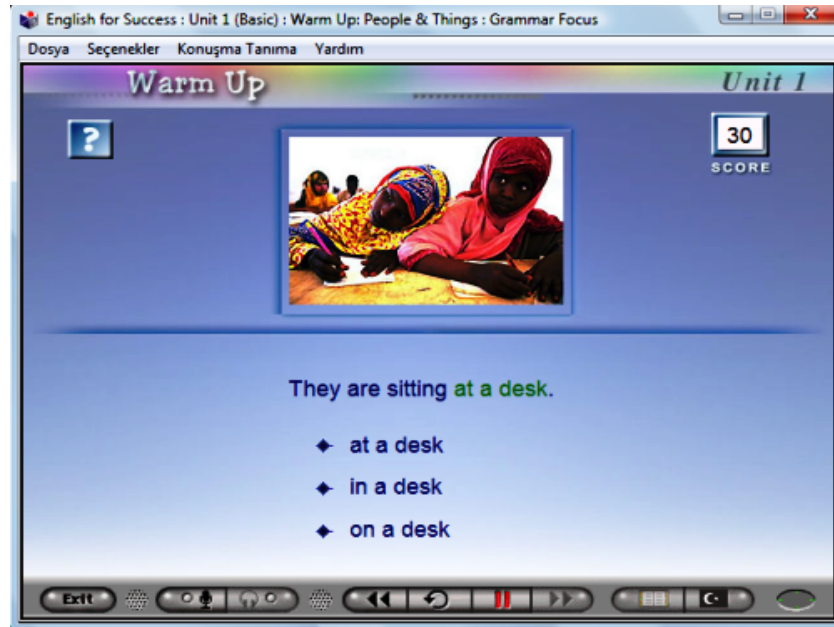 English for Success : Unit 1 (Basic) : Warm Up: People & Things : Grammar Focus
Dosya Seçenekler Konuşma Tanıma Yardım
Warm Up Unit 1
?
30
SCORE
They are sitting at a desk.
at a desk
in a desk
on a desk
Exit